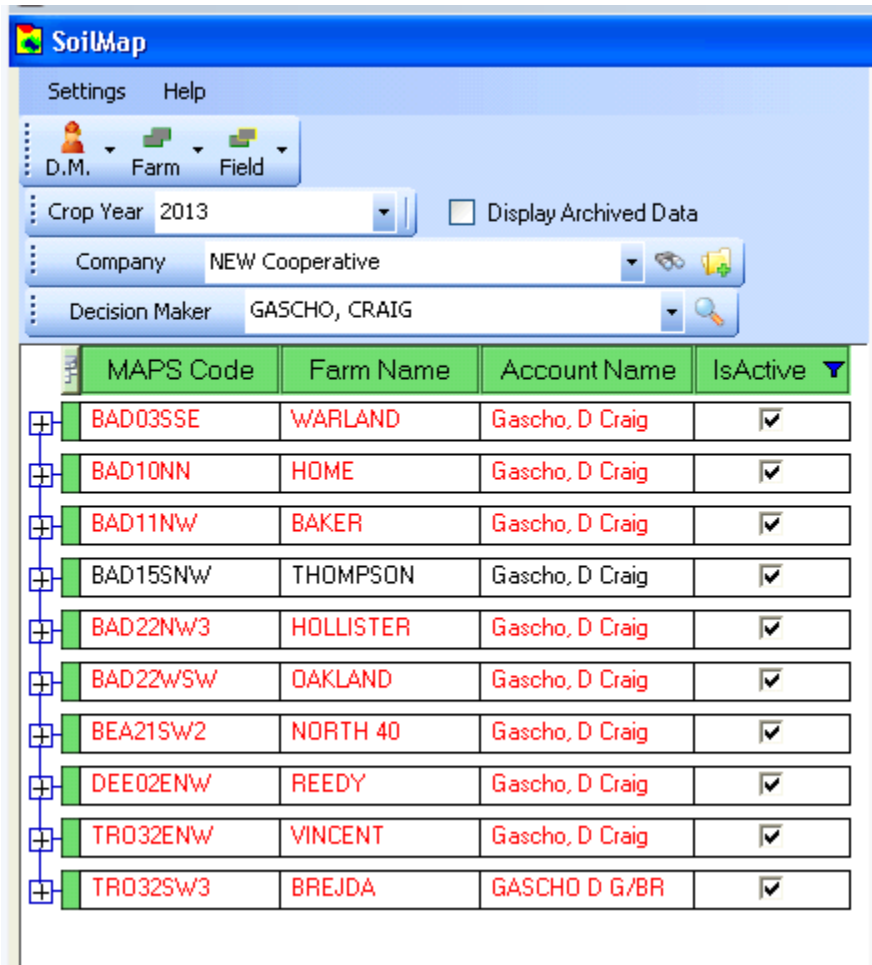 SoilMap
Settings Help
D.M. Farm Field
Crop Year 2013 Display Archived Data
Company NEW Cooperative
Decision Maker GASCHO, CRAIG
MAPS Code Farm Name Account Name IsActive
BAD03SSE WARLAND Gascho, D Craig
BAD10NN HOME Gascho, D Craig
BAD11NW BAKER Gascho, D Craig
BAD15SNW THOMPSON Gascho, D Craig
BAD22NW3 HOLLISTER Gascho, D Craig
BAD22WSW OAKLAND Gascho, D Craig
BEA21SW2 NORTH 40 Gascho, D Craig
DEE02ENW REEDY Gascho, D Craig
TRO32ENW VINCENT Gascho, D Craig
TRO32SW3 BREJDA GASCHO D G/BR